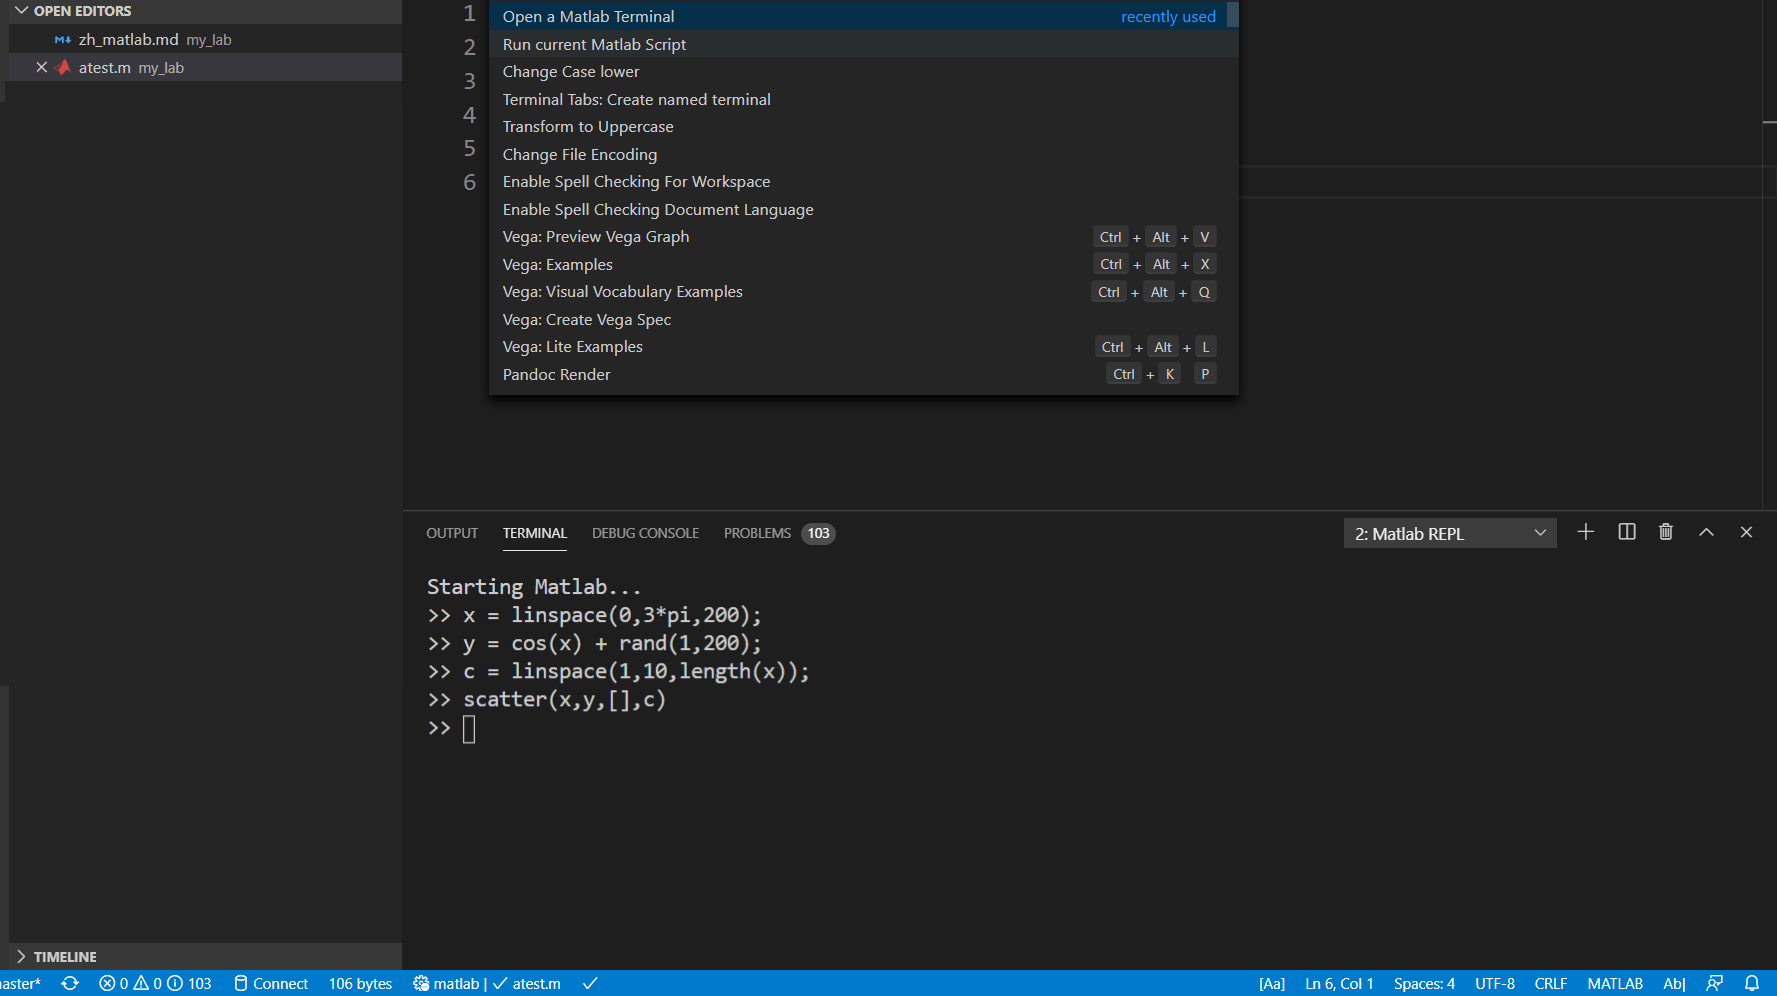 OPEN EDITORS
zh_matlab.md my_lab
atest.m my_lab
TIMELINE
1
2
3
4
5
6
Open a Matlab Terminal recently used
Run current Matlab Script
Change Case lower
Terminal Tabs: Create named terminal
Transform to Uppercase
Change File Encoding
Enable Spell Checking For Workspace
Enable Spell Checking Document Language
Vega: Preview Vega Graph Ctrl + Alt + V
Vega: Examples Ctrl + Alt + X
Vega: Visual Vocabulary Examples Ctrl + Alt + Q
Vega: Create Vega Spec
Vega: Lite Examples Ctrl + Alt + L
Pandoc Render Ctrl + K P
OUTPUT TERMINAL DEBUG CONSOLE PROBLEMS 103 2: Matlab REPL
Starting Matlab...
>> x = linspace(0,3*pi,200);
>> y = cos(x) + rand(1,200);
>> c = linspace(1,10,length(x));
>> scatter(x,y,[],c)
>>
aster* 0 0 103 Connect 106 bytes matlab | atest.m [Aa] Ln 6, Col 1 Spaces: 4 UTF-8 CRLF MATLAB Ab|